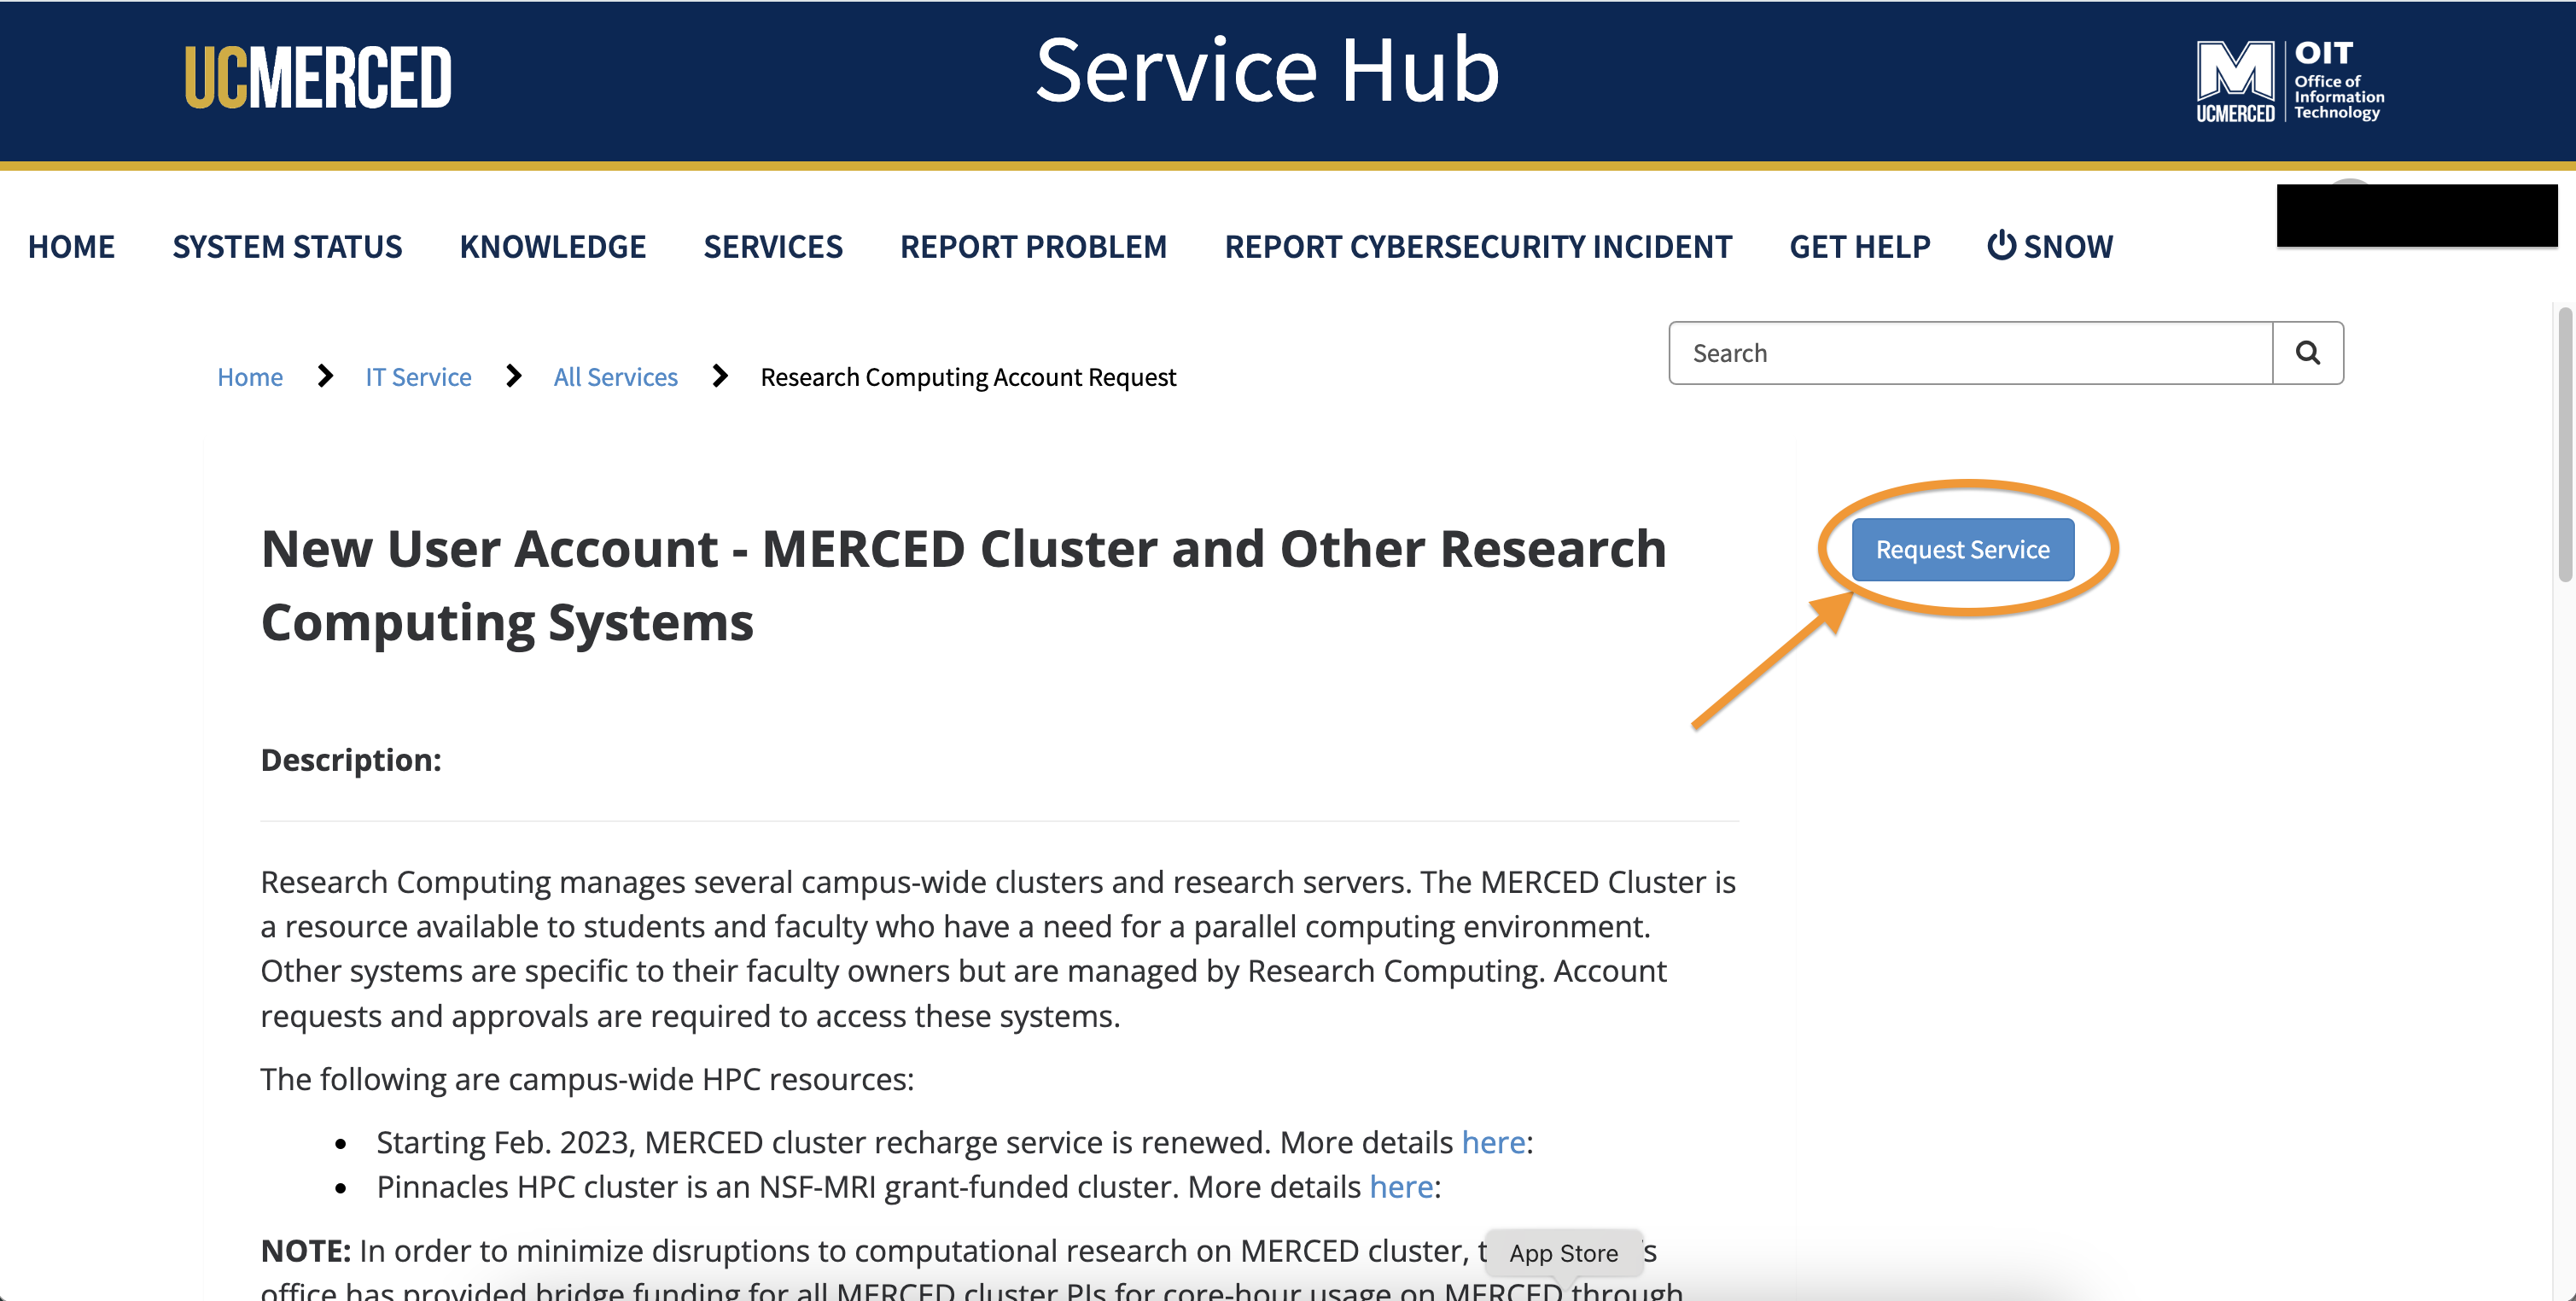 UCMERCED
Service Hub
M
UCMERCED
OIT
Office of
Information
Technology
HOME SYSTEM STATUS KNOWLEDGE SERVICES REPORT PROBLEM REPORT CYBERSECURITY INCIDENT GET HELP SNOW
Search
Home IT Service All Services Research Computing Account Request
New User Account - MERCED Cluster and Other Research
Computing Systems
Request Service
Description:
Research Computing manages several campus-wide clusters and research servers. The MERCED Cluster is
a resource available to students and faculty who have a need for a parallel computing environment.
Other systems are specific to their faculty owners but are managed by Research Computing. Account
requests and approvals are required to access these systems.
The following are campus-wide HPC resources:
• Starting Feb. 2023, MERCED cluster recharge service is renewed. More details here:
• Pinnacles HPC cluster is an NSF-MRI grant-funded cluster. More details here:
NOTE: In order to minimize disruptions to computational research on MERCED cluster,
App Store
office has provided bridge funding for all MERCED cluster PIs for core-hour usage on MERCED through